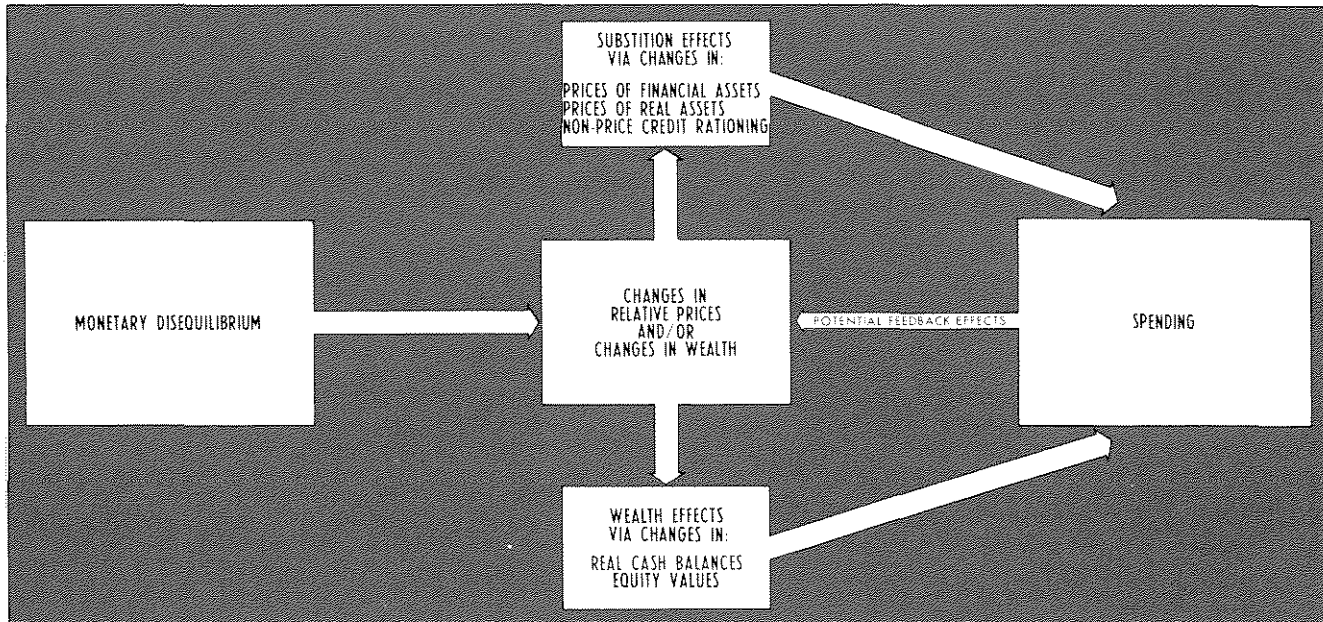 SUBSTITION EFFECTS
VIA CHANGES IN:
PRICES OF FINANCIAL ASSETS
PRICES OF REAL ASSETS
NON-PRICE CREDIT RATIONING
MONETARY DISEQUILIBRIUM
CHANGES IN
RELATIVE PRICES
AND/OR
CHANGES IN WEALTH
POTENTIAL FEEDBACK EFFECTS
SPENDING
WEALTH EFFECTS
VIA CHANGES IN:
REAL CASH BALANCES
EQUITY VALUES